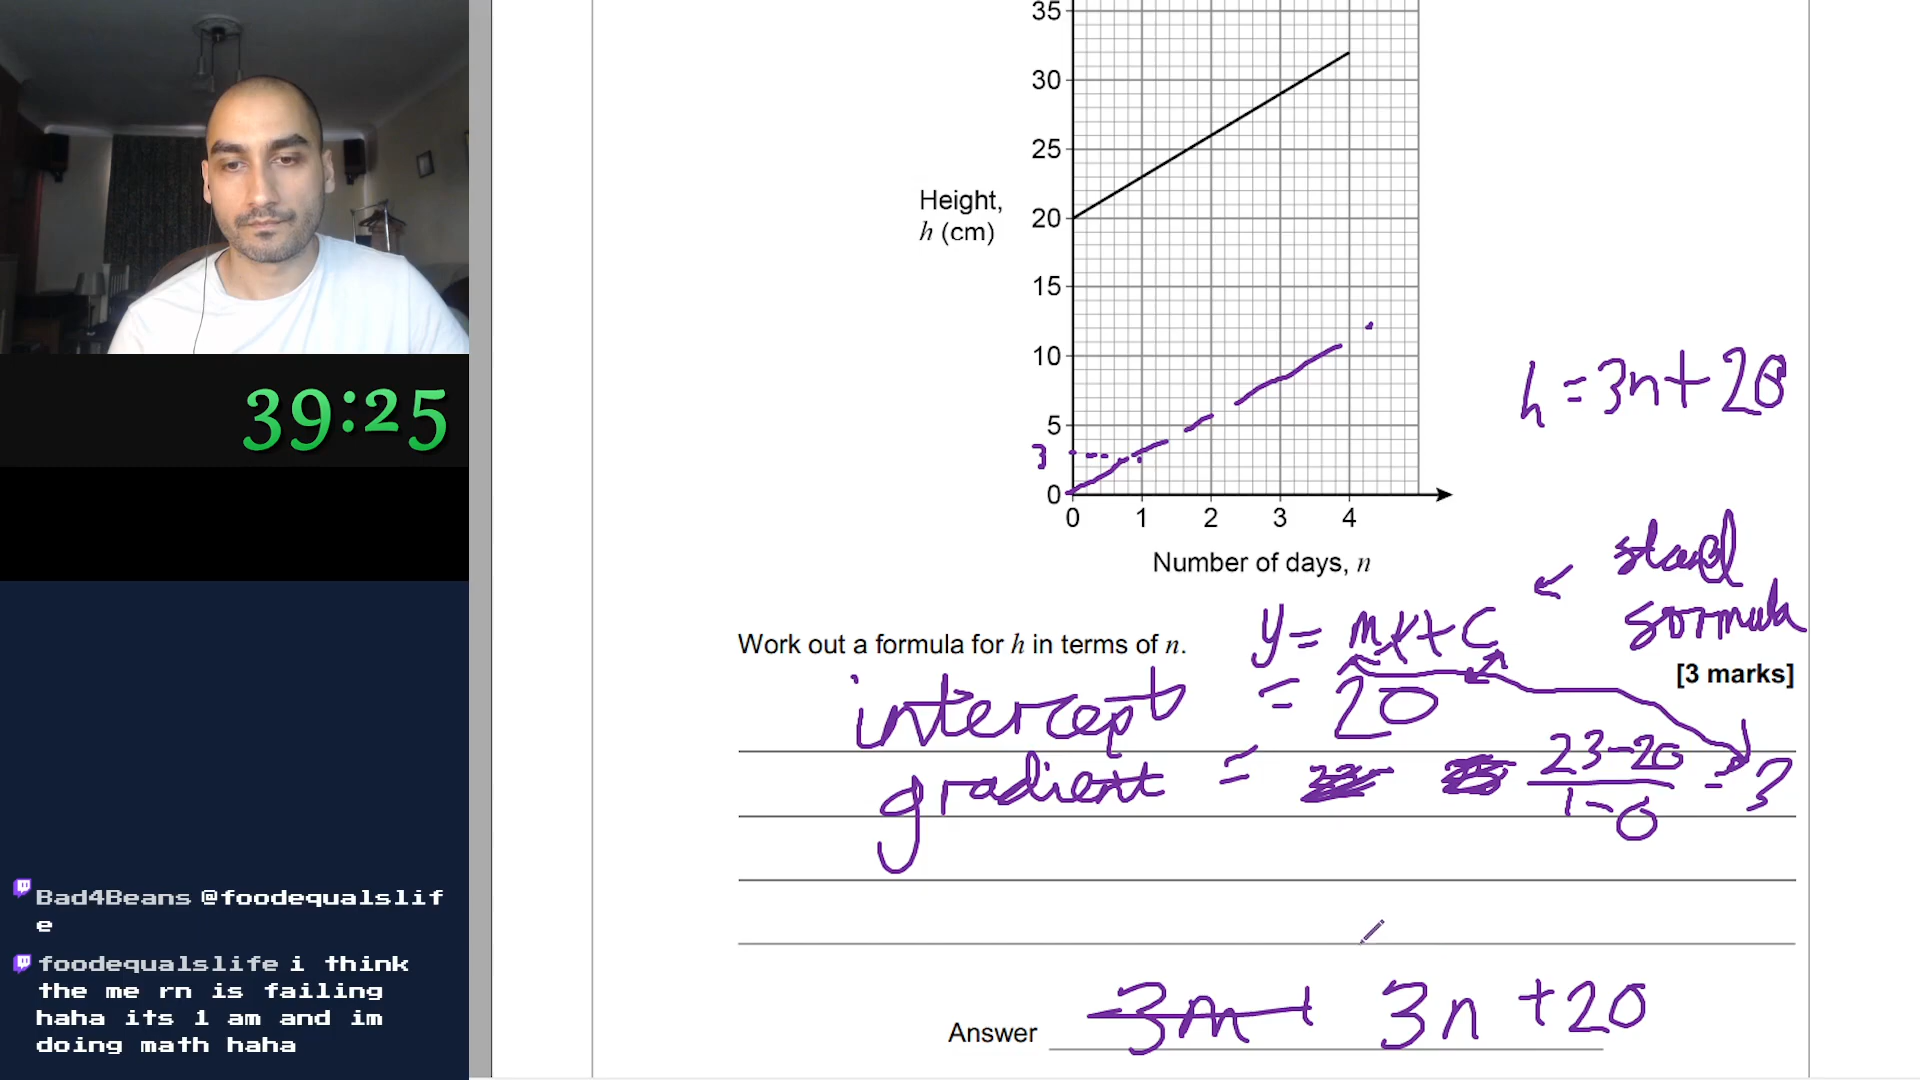 39:25
Bad4Beans @foodequalslif
e
foodequalslife i think
the me rn is failing
haha its 1 am and im
doing math haha
35
30
25
Height,
h (cm)
20
15
10
5
3
0
0 1 2 3 4
Number of days, n
h = 3n + 20
formula
y = mx + c
Work out a formula for h in terms of n.
[3 marks]
intercept = 20
gradient = 23-20 = 3
1-0
Answer 3n + 20